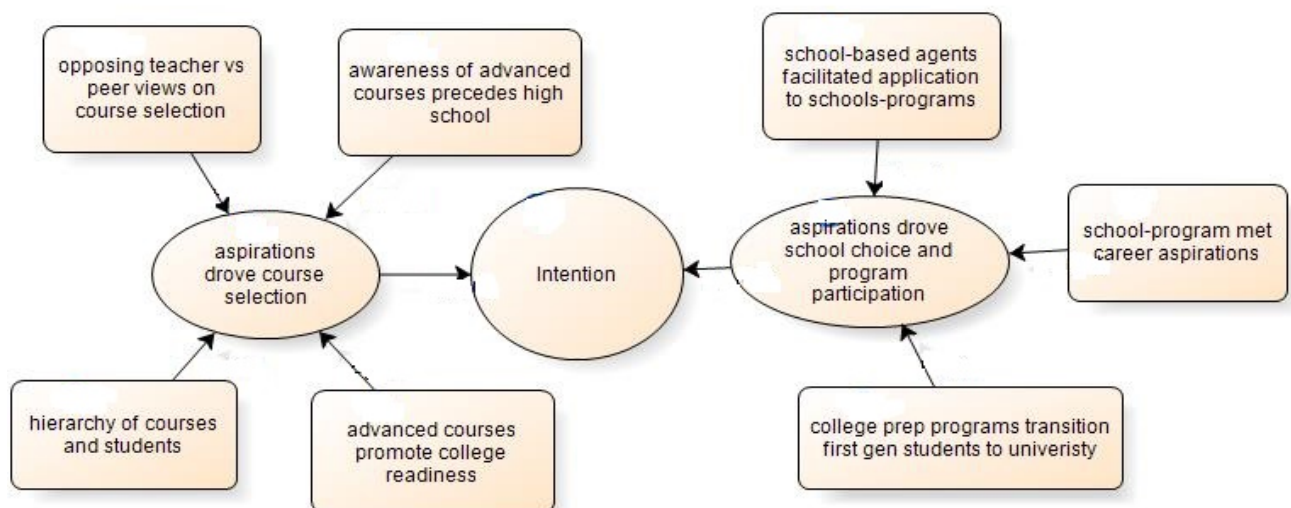 opposing teacher vs
peer views on
course selection
awareness of advanced
courses precedes high
school
school-based agents
facilitated application
to schools-programs
aspirations
drove course
selection
Intention
aspirations drove
school choice and
program
participation
school-program met
career aspirations
hierarchy of courses
and students
advanced courses
promote college
readiness
college prep programs transition
first gen students to univeristy